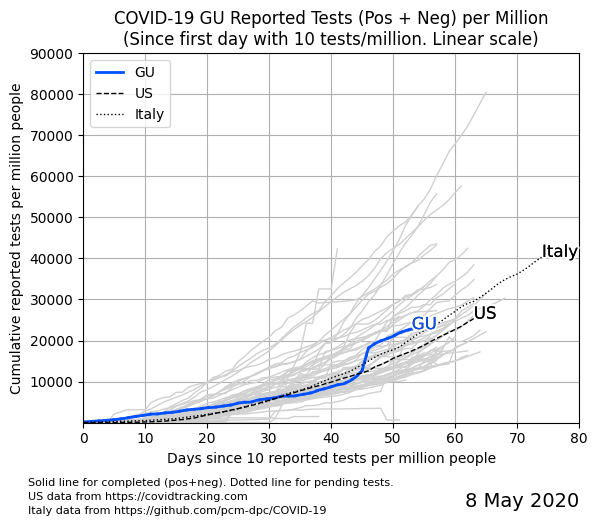 COVID-19 GU Reported Tests (Pos + Neg) per Million
(Since first day with 10 tests/million. Linear scale)
Cumulative reported tests per million people
90000
80000
70000
60000
50000
40000
30000
20000
10000
GU
US
Italy
Italy
US
GU
0 10 20 30 40 50 60 70 80
Days since 10 reported tests per million people
Solid line for completed (pos+neg). Dotted line for pending tests.
US data from https://covidtracking.com
Italy data from https://github.com/pcm-dpc/COVID-19
8 May 2020